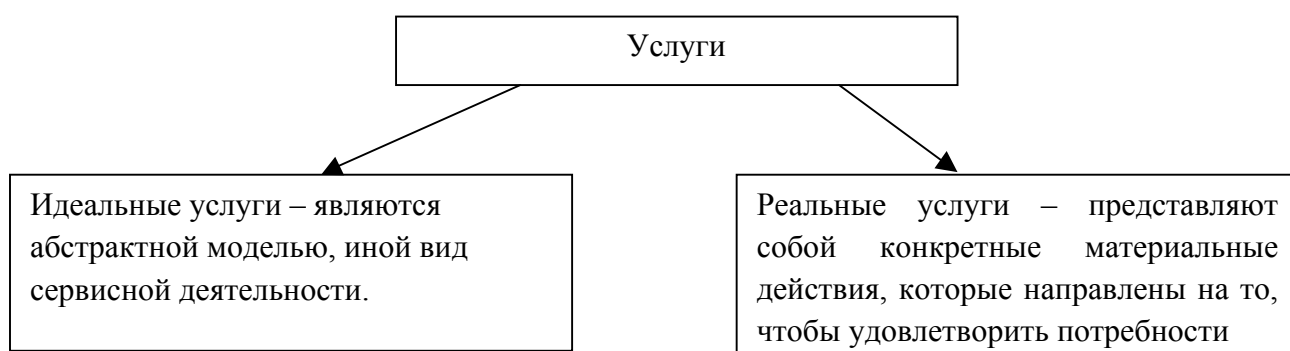 Услуги
Идеальные услуги – являются
абстрактной моделью, иной вид
сервисной деятельности.
Реальные услуги – представляют
собой конкретные материальные
действия, которые направлены на то,
чтобы удовлетворить потребности